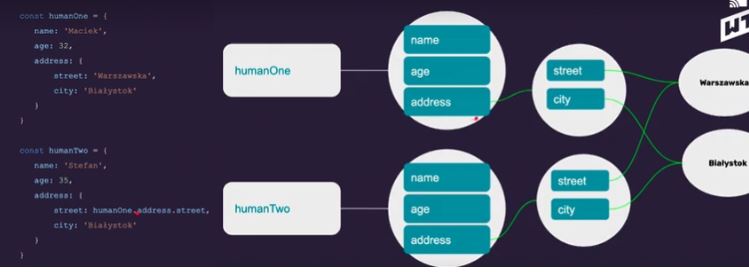 const humanOne = {
name: 'Maciek',
age: 32,
address: {
street: 'Warszawska',
city: 'Białystok'
}
}
const humanTwo = {
name: 'Stefan',
age: 35,
address: {
street: humanOne.address.street,
city: 'Białystok'
}
}
humanOne
name
age
address
street
city
humanTwo
name
age
address
street
city
Warszawska
Białystok